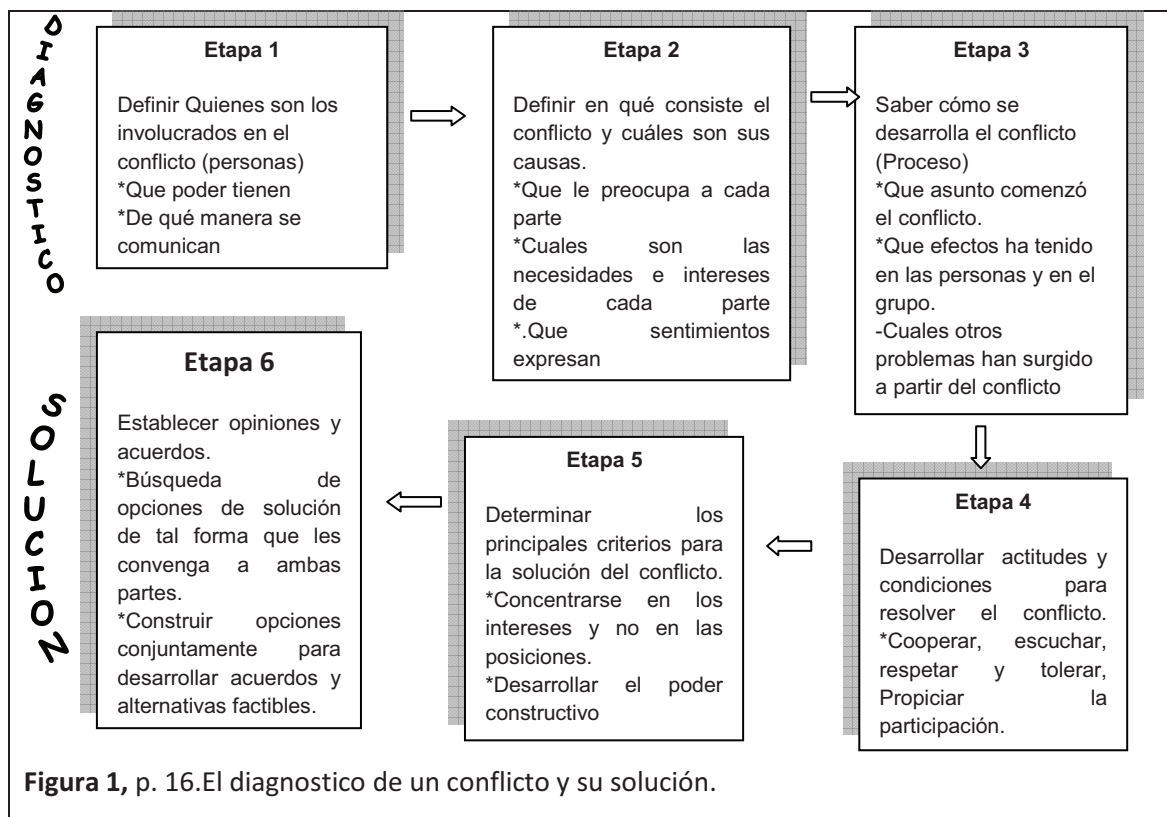 DIAGNOSTICO
Etapa 1
Definir Quienes son los
involucrados en el
conflicto (personas)
*Que poder tienen
*De qué manera se
comunican
Etapa 2
Definir en qué consiste el
conflicto y cuáles son sus
causas.
*Que le preocupa a cada
parte
*Cuales son las
necesidades e intereses
de cada parte
*.Que sentimientos
expresan
Etapa 3
Saber cómo se
desarrolla el conflicto
(Proceso)
*Que asunto comenzó
el conflicto.
*Que efectos ha tenido
en las personas y en el
grupo.
-Cuales otros
problemas han surgido
a partir del conflicto
SOLUCION
Etapa 4
Desarrollar actitudes y
condiciones para
resolver el conflicto.
*Cooperar, escuchar,
respetar y tolerar,
Propiciar la
participación.
Etapa 5
Determinar los
principales criterios para
la solución del conflicto.
*Concentrarse en los
intereses y no en las
posiciones.
*Desarrollar el poder
constructivo
Etapa 6
Establecer opiniones y
acuerdos.
*Búsqueda de
opciones de solución
de tal forma que les
convenga a ambas
partes.
*Construir opciones
conjuntamente para
desarrollar acuerdos y
alternativas factibles.
Figura 1, p. 16.El diagnostico de un conflicto y su solución.